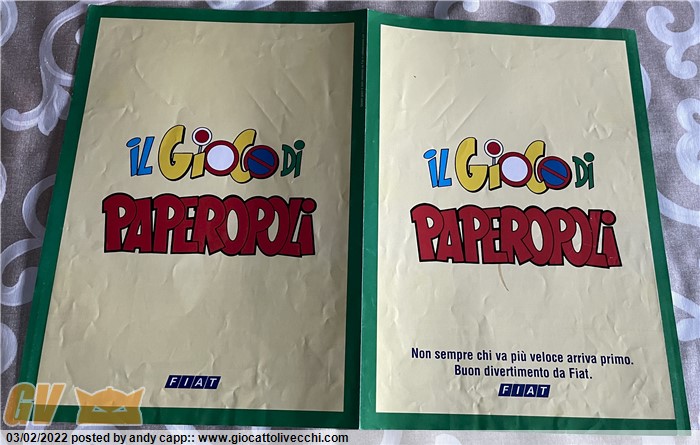 IL GIOCO DI
PAPEROPOLI
FIAT
IL GIOCO DI
PAPEROPOLI
Non sempre chi va più veloce arriva primo.
Buon divertimento da Fiat.
FIAT
GV
03/02/2022 posted by andy capp:: www.giocattolivecchi.com